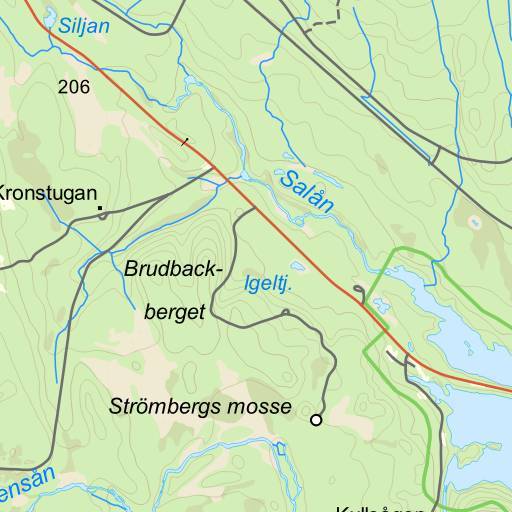 Siljan
206
Salån
Kronstugan
Brudback-
berget
Igeltj.
Strömbergs mosse